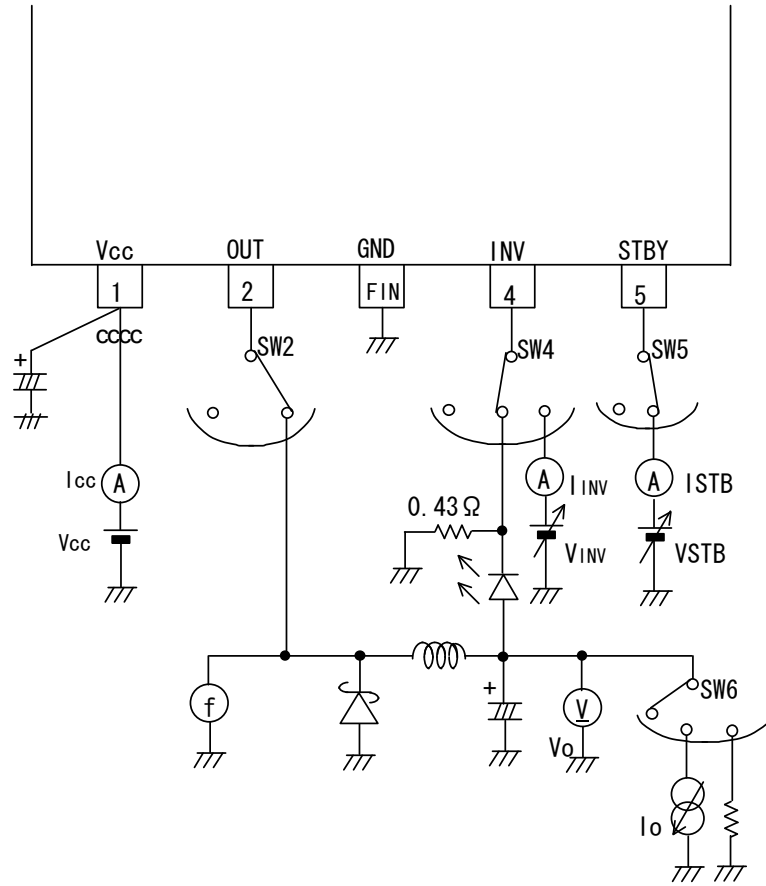 Vcc OUT GND INV STBY
1 2 FIN 4 5
CCCC
+
SW2 SW4 SW5
Icc A
A IINV
A ISTB
Vcc
0.43Ω
VINV
VSTB
f
+
V
Vo
SW6
Io